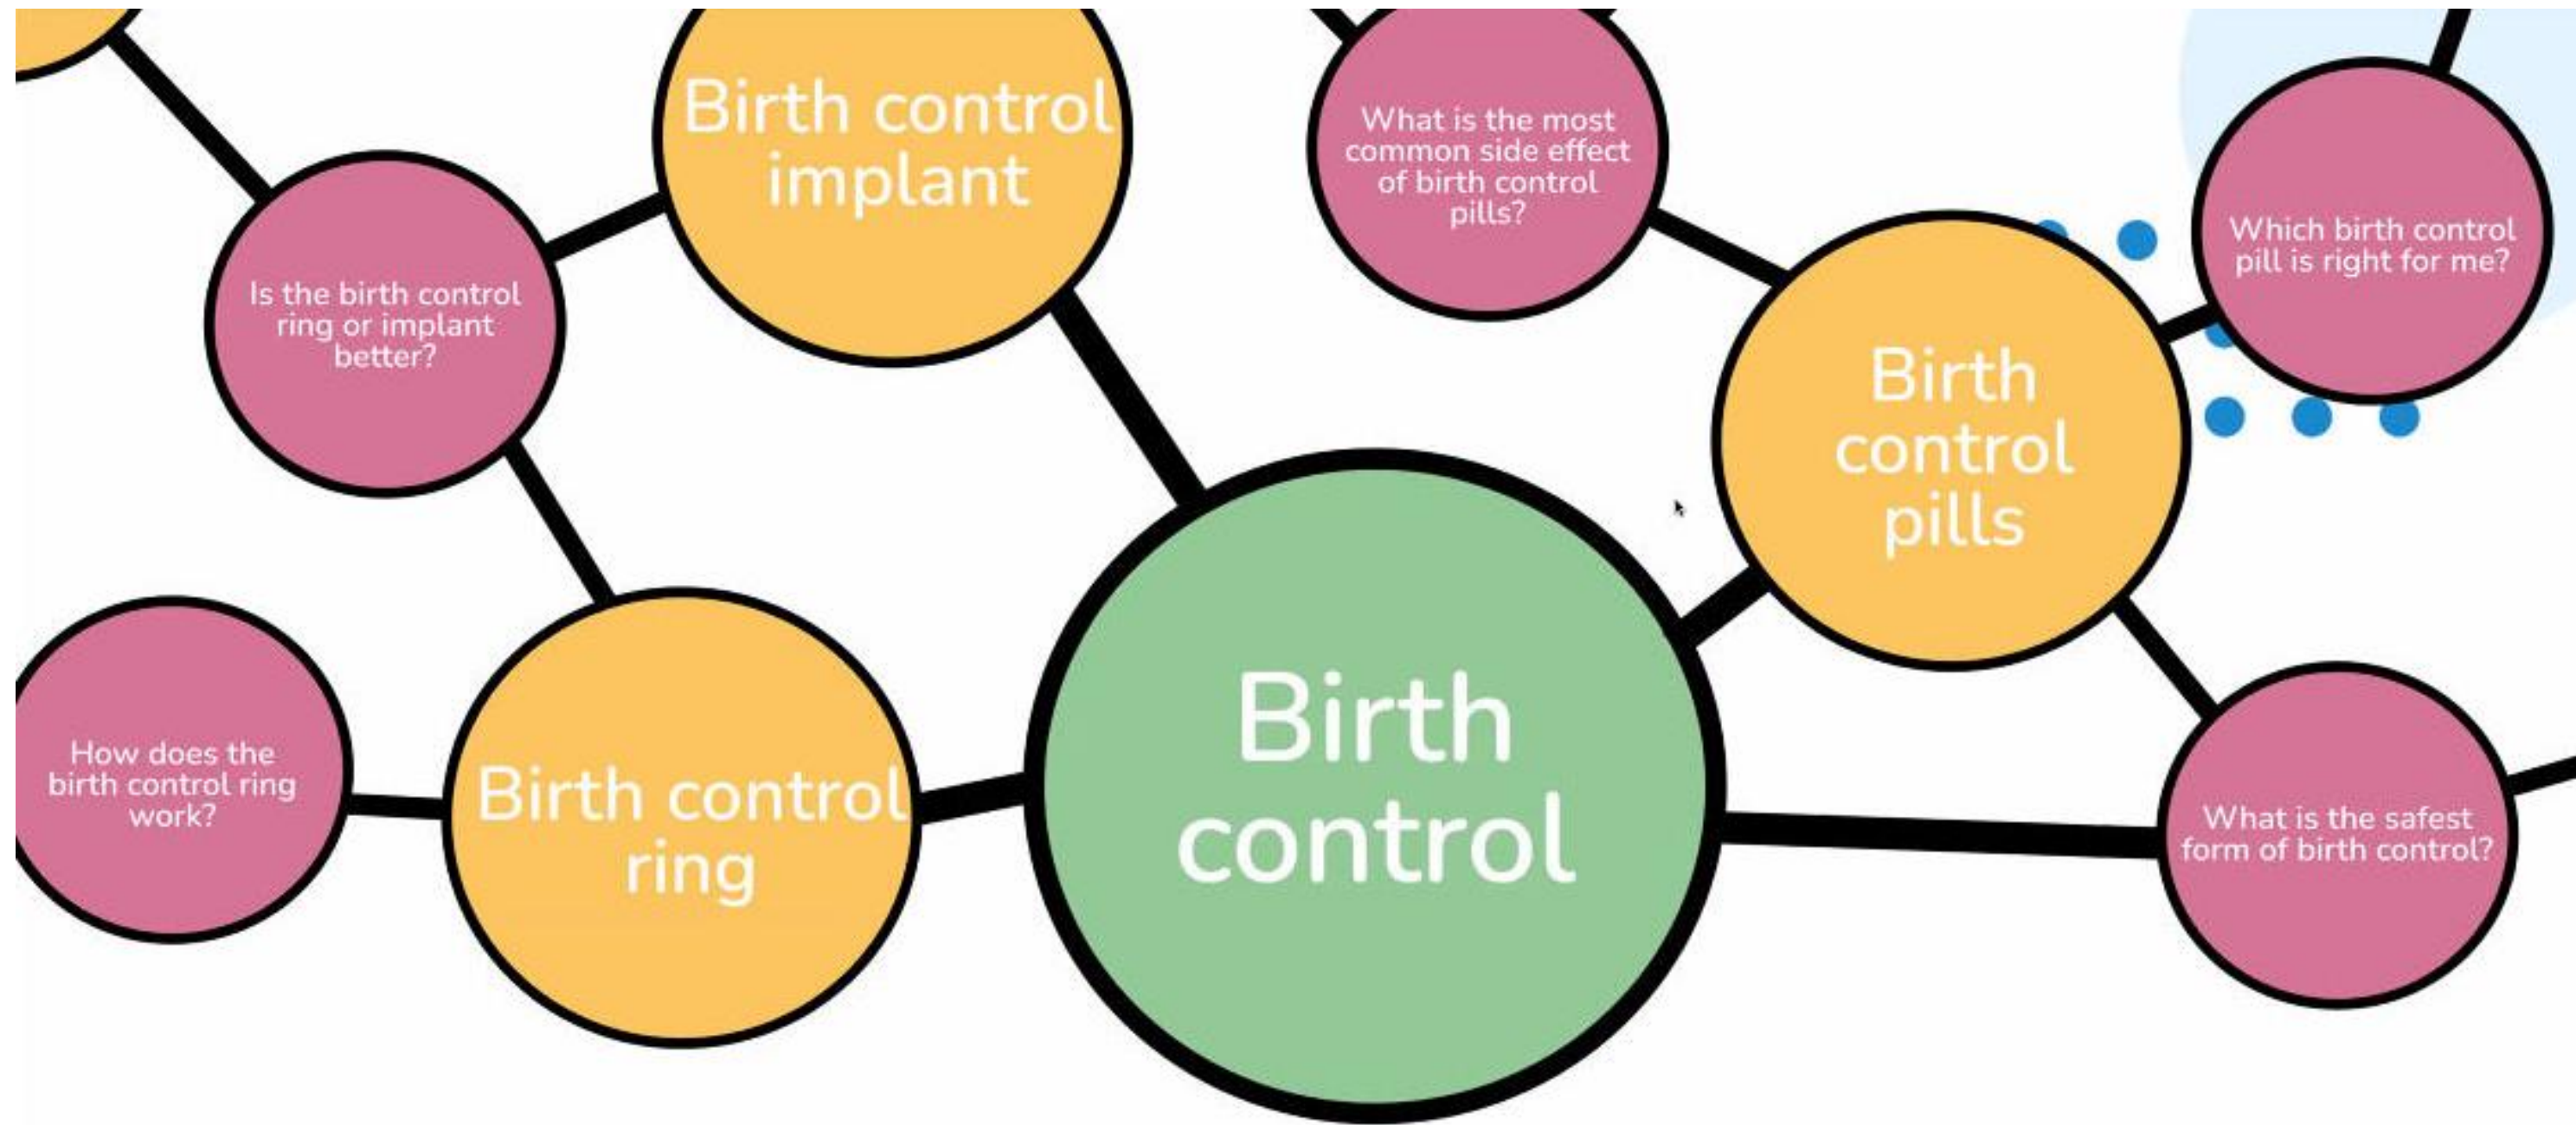 Birth control
implant
What is the most
common side effect
of birth control
pills?
Which birth control
pill is right for me?
Is the birth control
ring or implant
better?
Birth
control
pills
How does the
birth control ring
work?
Birth control
ring
Birth
control
What is the safest
form of birth control?